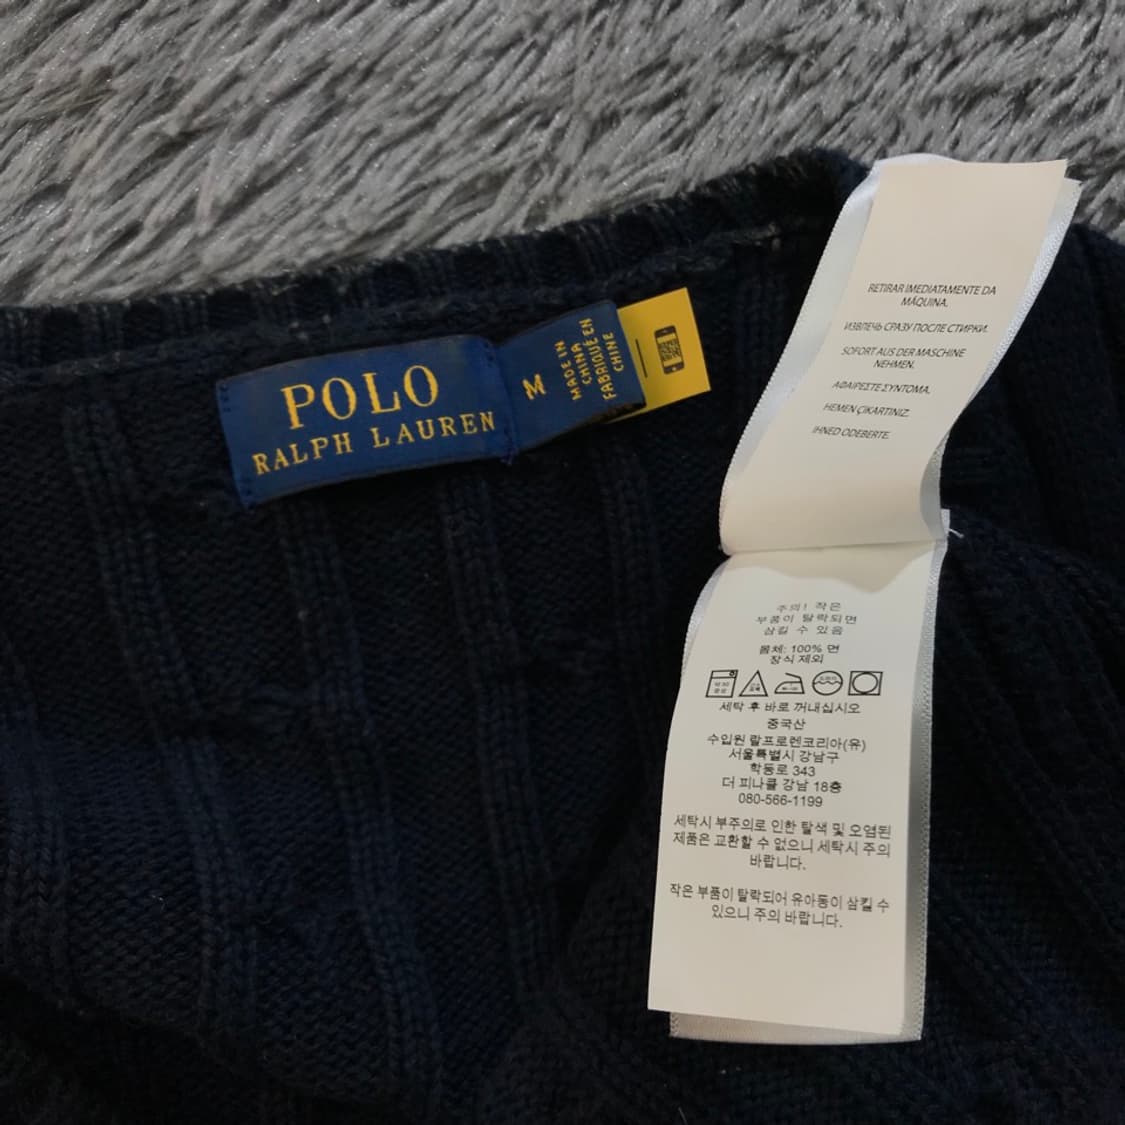 POLO
RALPH LAUREN
M
MADE IN
CHINA
FABRIQUÉ EN
CHINE
RETIRAR IMEDIATAMENTE DA
MÁQUINA.
ИЗВЛЕЧЬ СРАЗУ ПОСЛЕ СТИРКИ.
SOFORT AUS DER MASCHINE
NEHMEN.
ΑΦΑΙΡΕΣΤΕ ΣΥΝΤΟΜΑ.
HEMEN ÇIKARTINIZ.
IHNED ODEBERTE.
주의! 작은
부품이 탈락되면
삼킬 수 있음
몸체: 100% 면
장식 제외
세탁 후 바로 꺼내십시오
중국산
수입원 랄프로렌코리아(유)
서울특별시 강남구
학동로 343
더 피나클 강남 18층
080-566-1199
세탁시 부주의로 인한 탈색 및 오염된
제품은 교환할 수 없으니 세탁시 주의
바랍니다.
작은 부품이 탈락되어 유아동이 삼킬 수
있으니 주의 바랍니다.